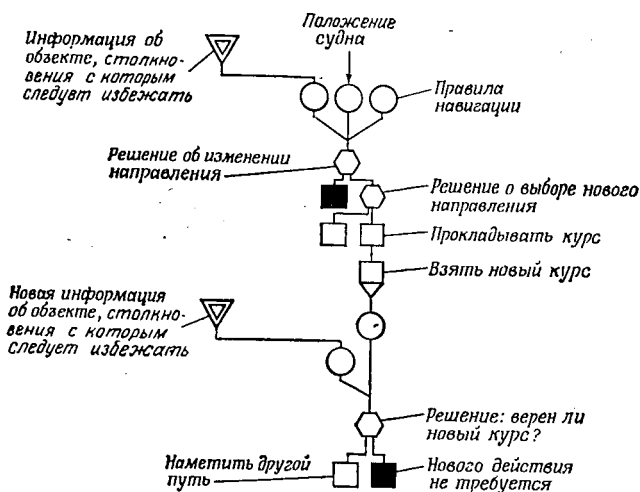 Информация об
объекте, столкно-
вения с которым
следует избежать
Положение
судна
Правила
навигации
Решение об изменении
направления
Решение о выборе нового
направления
Прокладывать курс
Взять новый курс
Новая информация
об объекте, столкно-
вения с которым
следует избежать
Решение: верен ли
новый курс?
Наметить другой
путь
Нового действия
не требуется